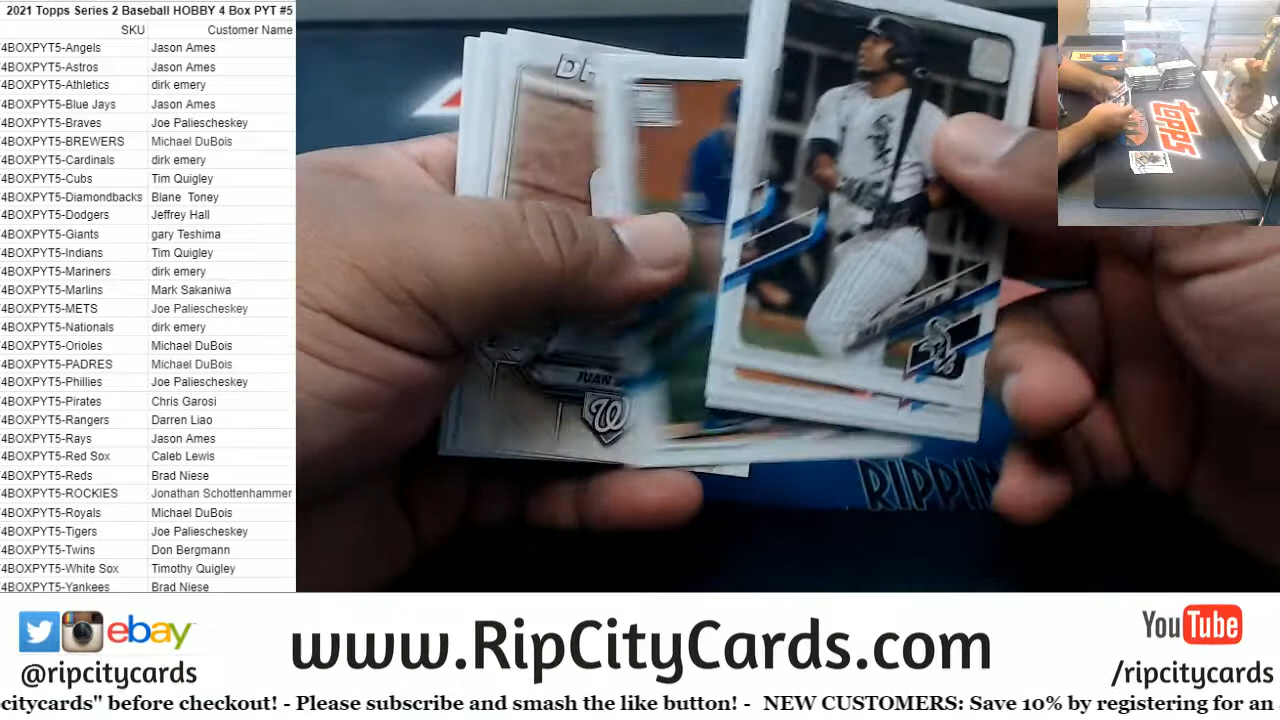 2021 Topps Series 2 Baseball HOBBY 4 Box PYT #5
SKU Customer Name
4BOXPYT5-Angels Jason Ames
4BOXPYT5-Astros Jason Ames
4BOXPYT5-Athletics dirk emery
4BOXPYT5-Blue Jays Jason Ames
4BOXPYT5-Braves Joe Paliescheskey
4BOXPYT5-BREWERS Michael DuBois
4BOXPYT5-Cardinals dirk emery
4BOXPYT5-Cubs Tim Quigley
4BOXPYT5-Diamondbacks Blane Toney
4BOXPYT5-Dodgers Jeffrey Hall
4BOXPYT5-Giants gary Teshima
4BOXPYT5-Indians Tim Quigley
4BOXPYT5-Mariners dirk emery
4BOXPYT5-Marlins Mark Sakaniwa
4BOXPYT5-METS Joe Paliescheskey
4BOXPYT5-Nationals dirk emery
4BOXPYT5-Orioles Michael DuBois
4BOXPYT5-PADRES Michael DuBois
4BOXPYT5-Phillies Joe Paliescheskey
4BOXPYT5-Pirates Chris Garosi
4BOXPYT5-Rangers Darren Liao
4BOXPYT5-Rays Jason Ames
4BOXPYT5-Red Sox Caleb Lewis
4BOXPYT5-Reds Brad Niese
4BOXPYT5-ROCKIES Jonathan Schottenhammer
4BOXPYT5-Royals Michael DuBois
4BOXPYT5-Tigers Joe Paliescheskey
4BOXPYT5-Twins Don Bergmann
4BOXPYT5-White Sox Timothy Quigley
4BOXPYT5-Yankees Brad Niese
topps
JUAN
W
RIPPIN
ebay
@ripcitycards
www.RipCityCards.com
YouTube
/ripcitycards
citycards" before checkout! - Please subscribe and smash the like button! - NEW CUSTOMERS: Save 10% by registering for an